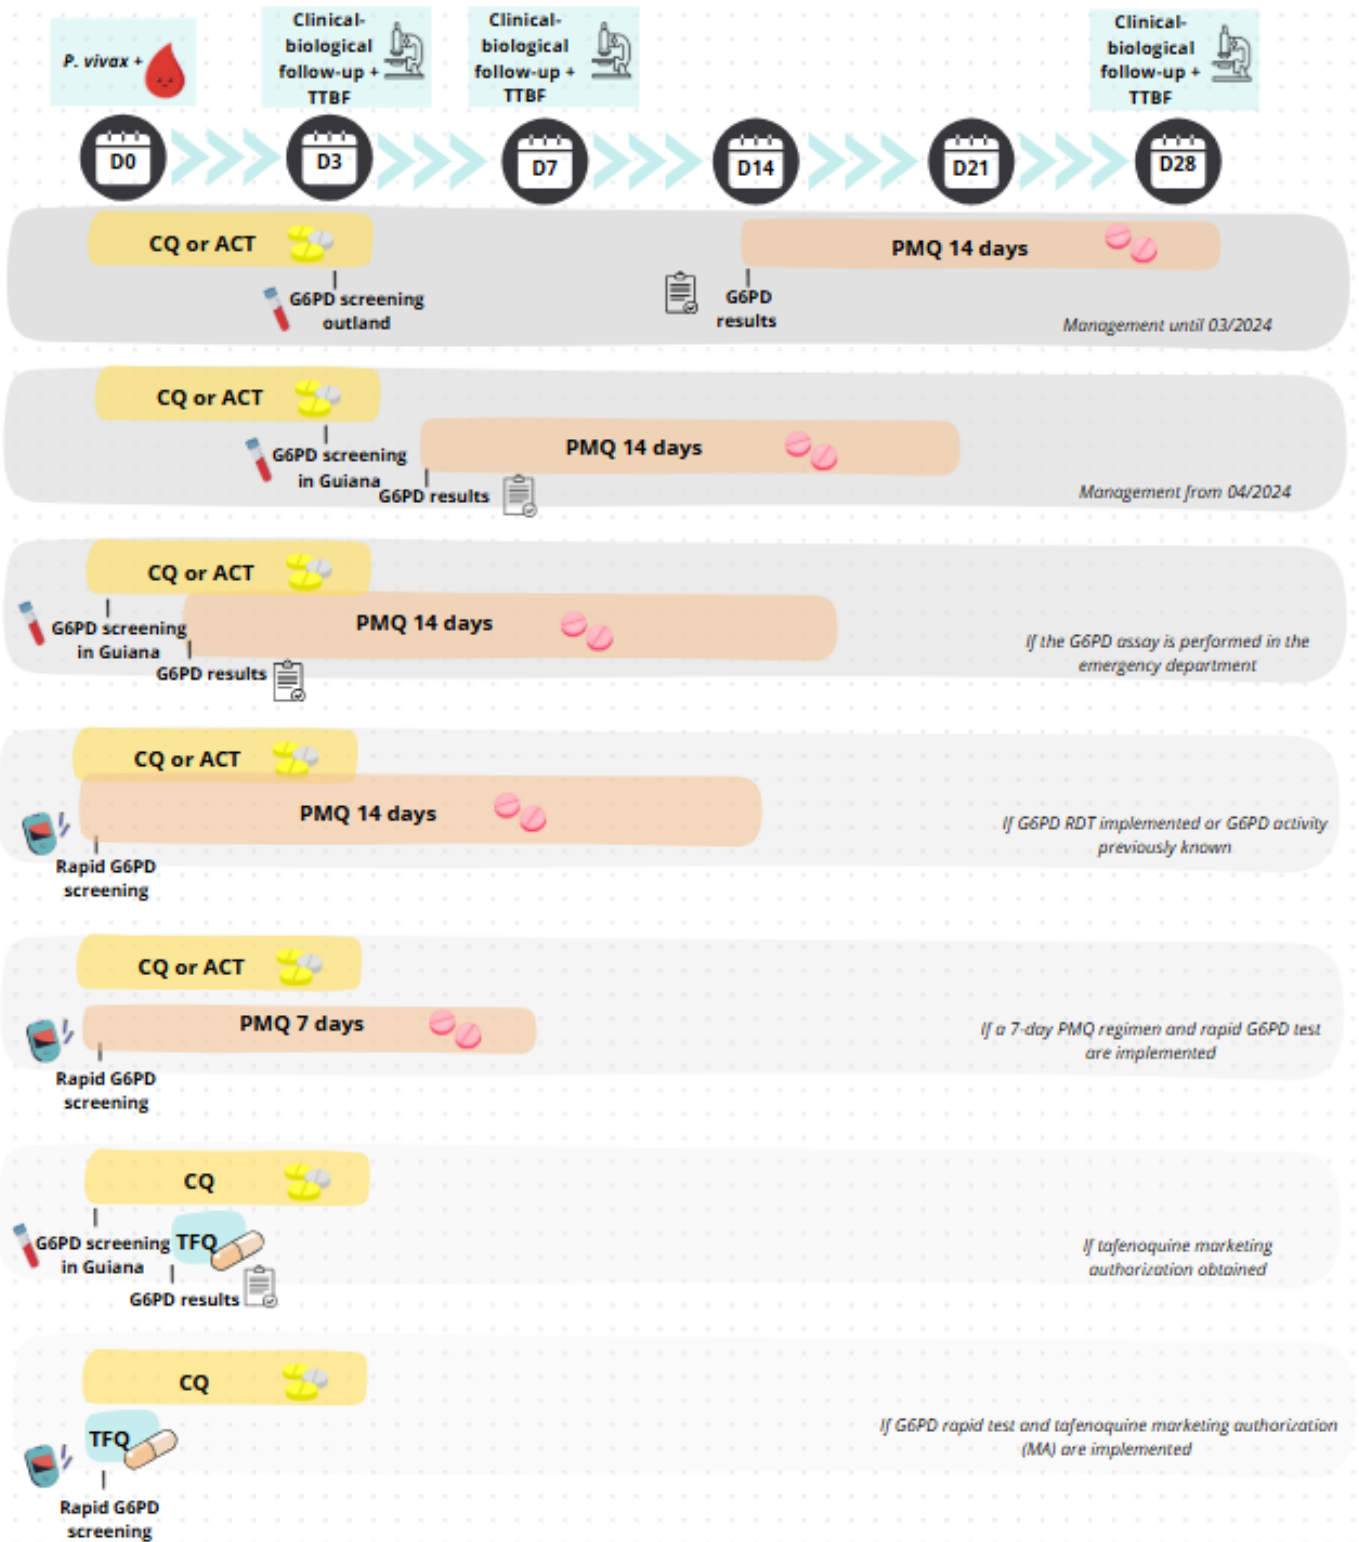 P. vivax +
Clinical-
biological
follow-up +
TTBF
Clinical-
biological
follow-up +
TTBF
Clinical-
biological
follow-up +
TTBF
D0
D3
D7
D14
D21
D28
CQ or ACT
PMQ 14 days
G6PD screening
outland
G6PD
results
Management until 03/2024
CQ or ACT
PMQ 14 days
G6PD screening
in Guiana
G6PD results
Management from 04/2024
CQ or ACT
PMQ 14 days
G6PD screening
in Guiana
G6PD results
If the G6PD assay is performed in the
emergency department
CQ or ACT
PMQ 14 days
Rapid G6PD
screening
If G6PD RDT implemented or G6PD activity
previously known
CQ or ACT
PMQ 7 days
Rapid G6PD
screening
If a 7-day PMQ regimen and rapid G6PD test
are implemented
CQ
G6PD screening
in Guiana
TFQ
G6PD results
If tafenoquine marketing
authorization obtained
CQ
TFQ
Rapid G6PD
screening
If G6PD rapid test and tafenoquine marketing authorization
(MA) are implemented